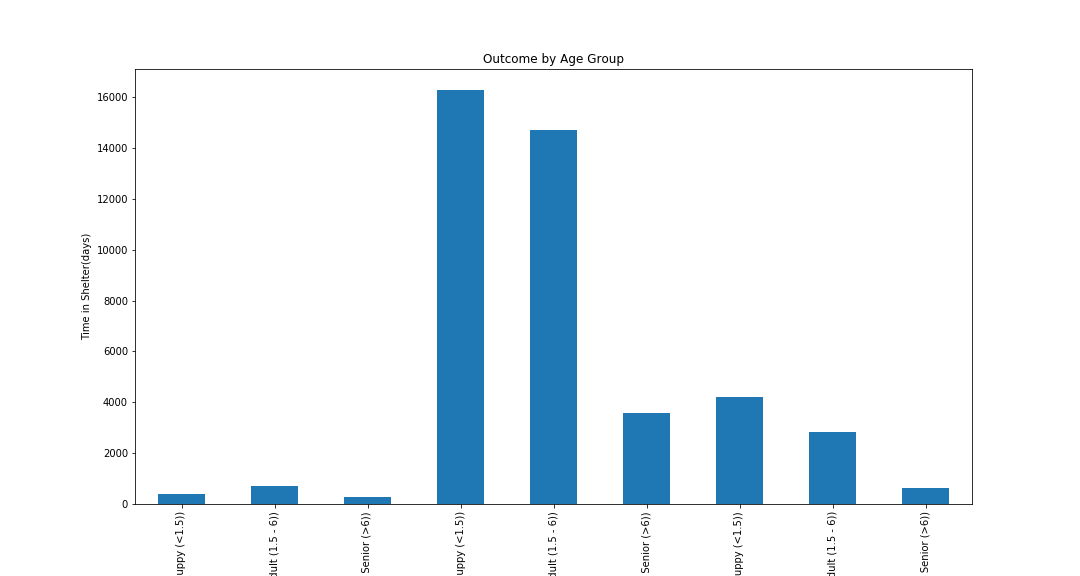 Outcome by Age Group
Time in Shelter(days)
16000
14000
12000
10000
8000
6000
4000
2000
0
uppy (<1.5))
dult (1.5 - 6))
Senior (>6))
uppy (<1.5))
dult (1.5 - 6))
Senior (>6))
uppy (<1.5))
dult (1.5 - 6))
Senior (>6))